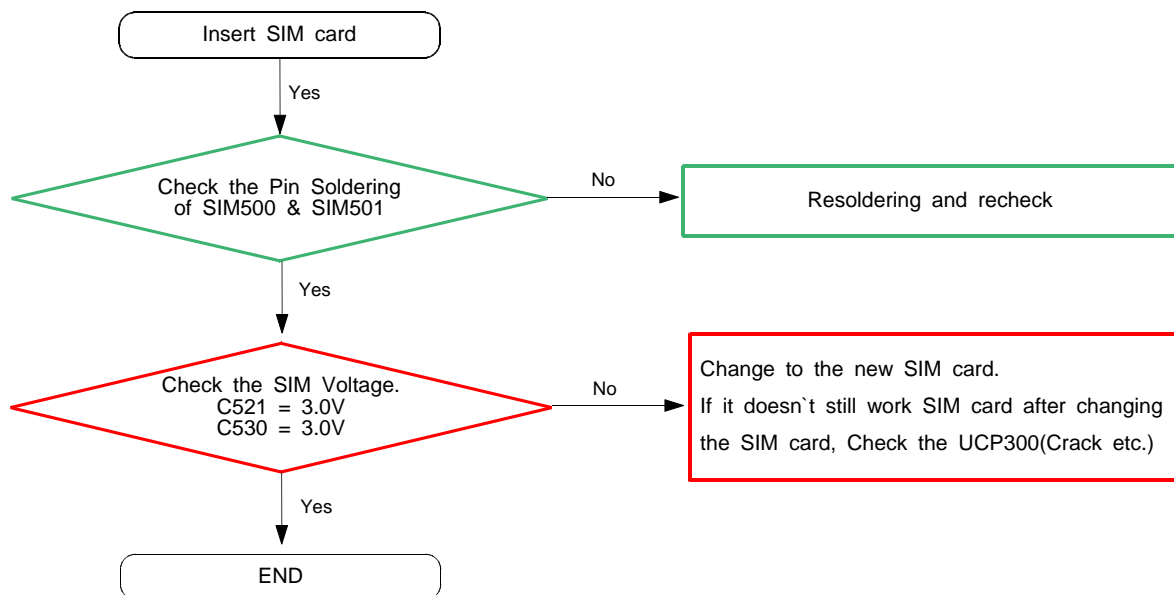 Insert SIM card
Yes
Check the Pin Soldering
of SIM500 & SIM501
No
Resoldering and recheck
Yes
Check the SIM Voltage.
C521 = 3.0V
C530 = 3.0V
No
Change to the new SIM card.
If it doesn`t still work SIM card after changing
the SIM card, Check the UCP300(Crack etc.)
Yes
END